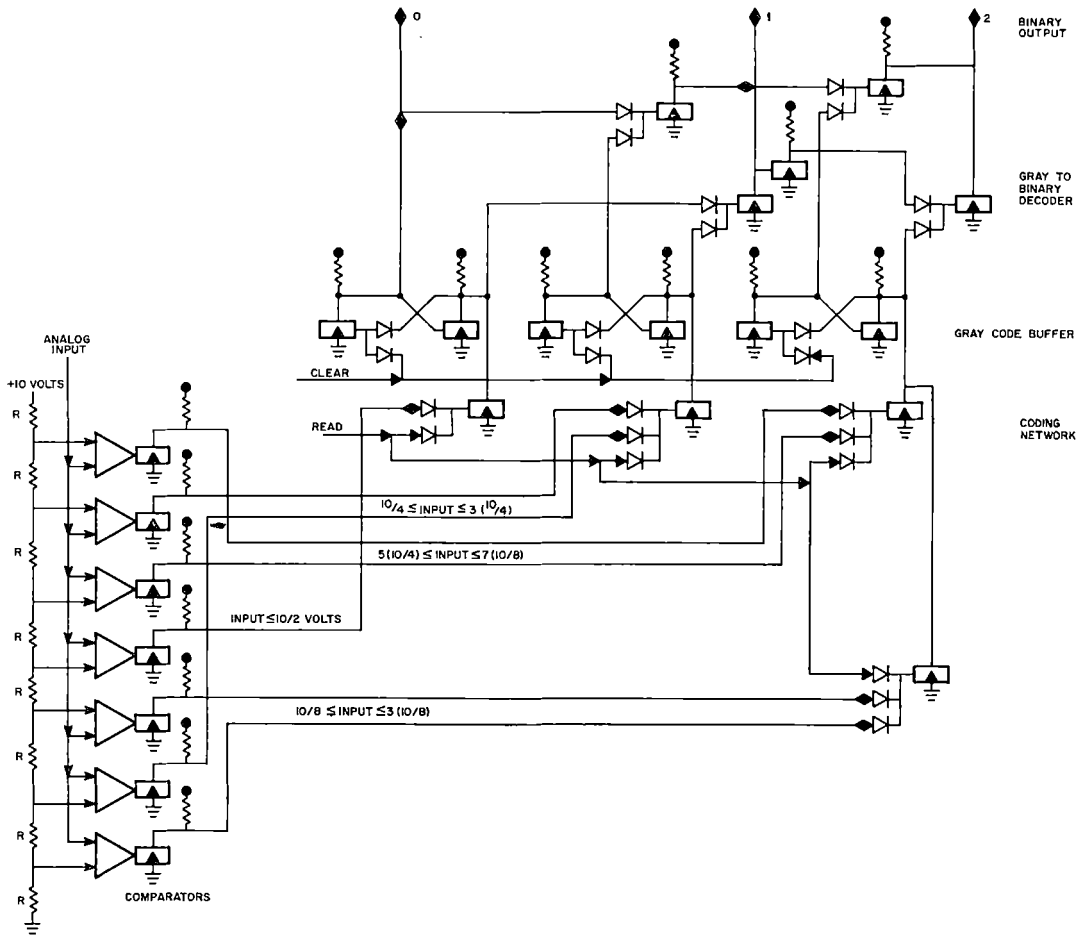 0
1
2
BINARY
OUTPUT
GRAY TO
BINARY
DECODER
GRAY CODE BUFFER
CLEAR
READ
CODING
NETWORK
ANALOG
INPUT
+10 VOLTS
R
R
R
R
R
R
R
R
10/4 ≤ INPUT ≤ 3 (10/4)
5(10/4) ≤ INPUT ≤ 7 (10/8)
INPUT ≤ 10/2 VOLTS
10/8 ≤ INPUT ≤ 3 (10/8)
COMPARATORS